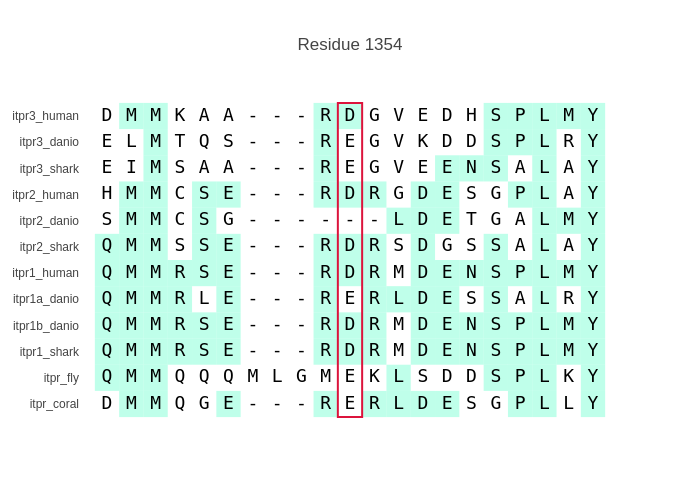 Residue 1354
itpr3_human D M M K A A - - - R D G V E D H S P L M Y
itpr3_danio E L M T Q S - - - R E G V K D D S P L R Y
itpr3_shark E I M S A A - - - R E G V E E N S A L A Y
itpr2_human H M M C S E - - - R D R G D E S G P L A Y
itpr2_danio S M M C S G - - - - - - L D E T G A L M Y
itpr2_shark Q M M S S E - - - R D R S D G S S A L A Y
itpr1_human Q M M R S E - - - R D R M D E N S P L M Y
itpr1a_danio Q M M R L E - - - R E R L D E S S A L R Y
itpr1b_danio Q M M R S E - - - R D R M D E N S P L M Y
itpr1_shark Q M M R S E - - - R D R M D E N S P L M Y
itpr_fly Q M M Q Q Q M L G M E K L S D D S P L K Y
itpr_coral D M M Q G E - - - R E R L D E S G P L L Y